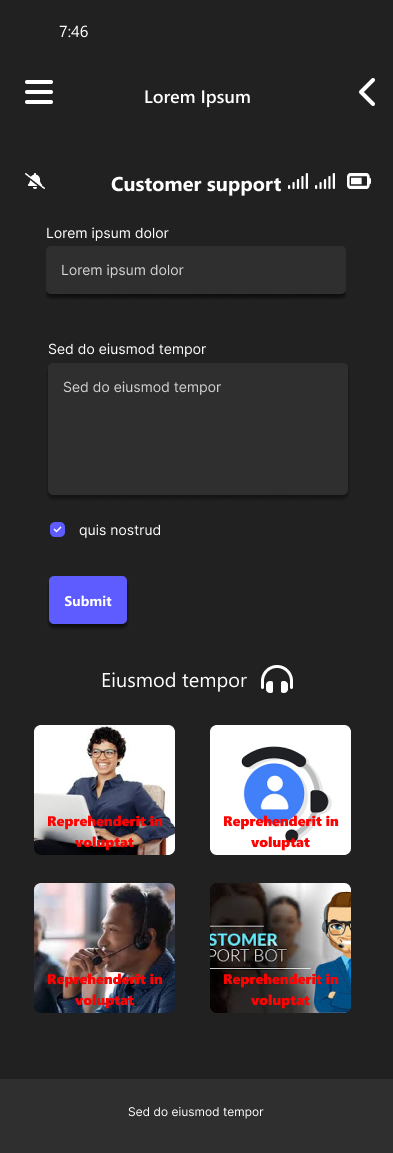 7:46
Lorem Ipsum
Customer support
Lorem ipsum dolor
Lorem ipsum dolor
Sed do eiusmod tempor
Sed do eiusmod tempor
quis nostrud
Submit
Eiusmod tempor
Reprehenderit in
voluptat
Reprehenderit in
voluptat
Reprehenderit in
voluptat
STOMER
PORT BOT
Reprehenderit in
voluptat
Sed do eiusmod tempor